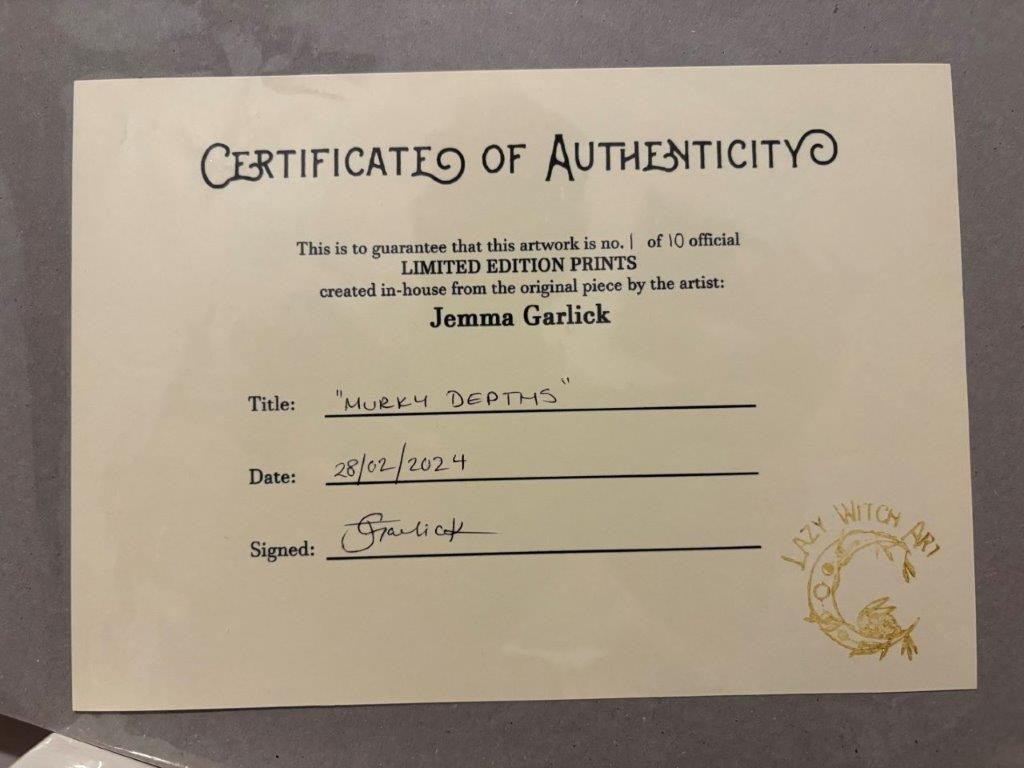 CERTIFICATE OF AUTHENTICITY
This is to guarantee that this artwork is no. 1 of 10 official
LIMITED EDITION PRINTS
created in-house from the original piece by the artist:
Jemma Garlick
Title: "MURKY DEPTHS"
Date: 28/02/2024
Signed: JGarlick
LAZY WITCH ART